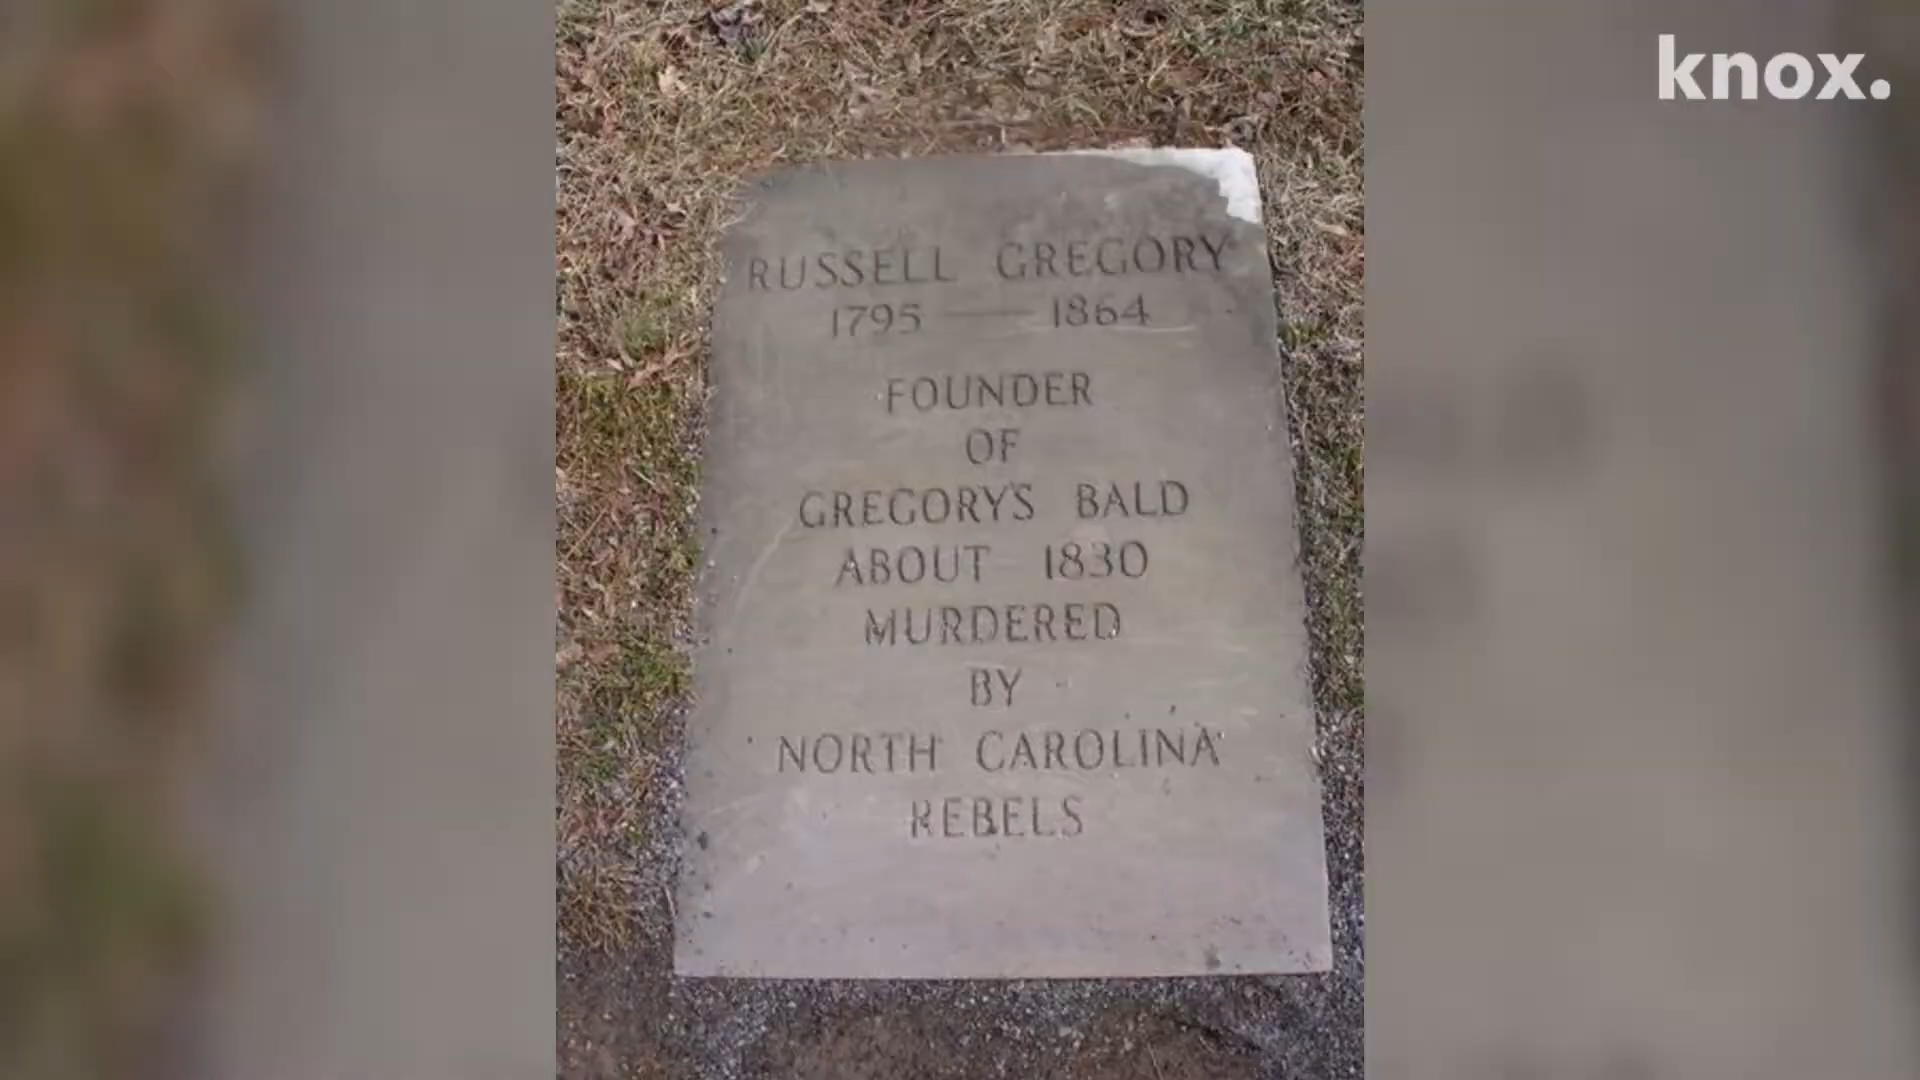 knox.
RUSSELL GREGORY
1795 — 1864
FOUNDER
OF
GREGORY'S BALD
ABOUT 1830
MURDERED
BY
NORTH CAROLINA
REBELS